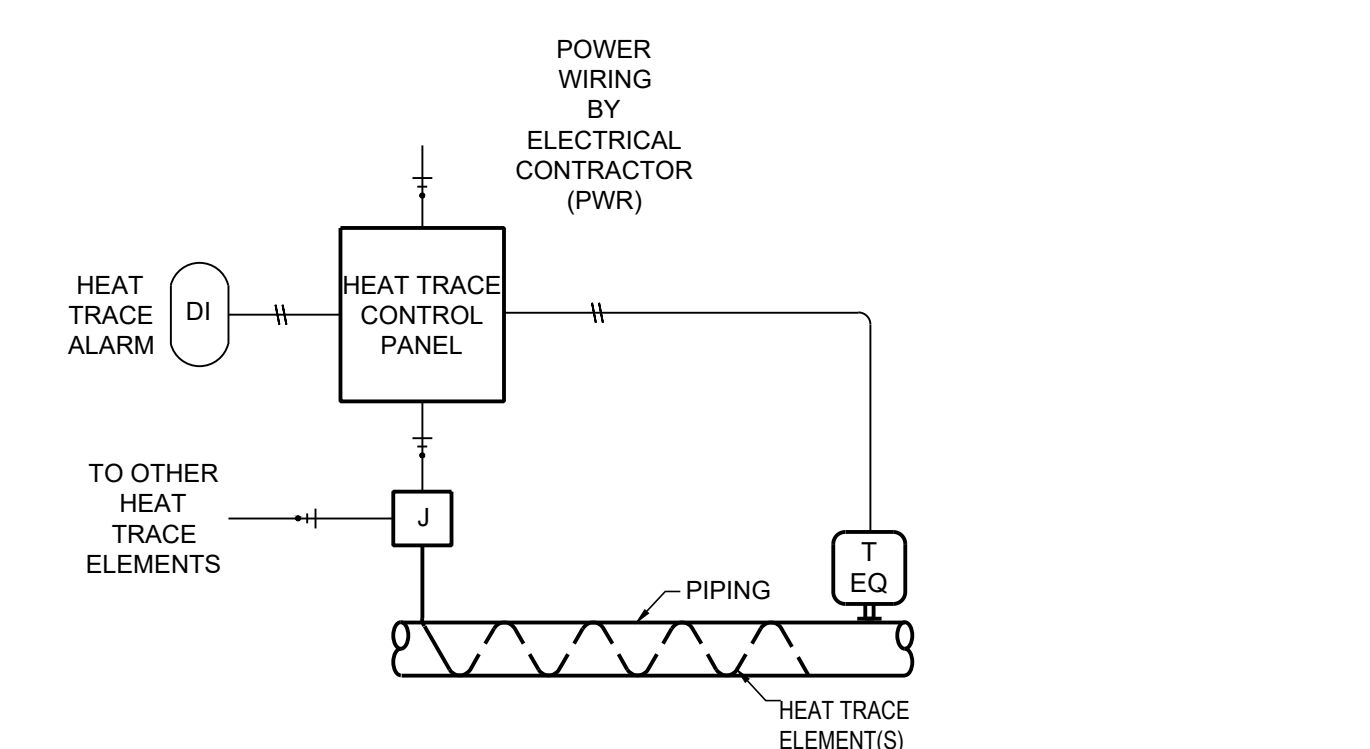 POWER
WIRING
BY
ELECTRICAL
CONTRACTOR
(PWR)
HEAT
TRACE
ALARM
DI
HEAT TRACE
CONTROL
PANEL
TO OTHER
HEAT
TRACE
ELEMENTS
J
T
EQ
PIPING
HEAT TRACE
ELEMENT(S)